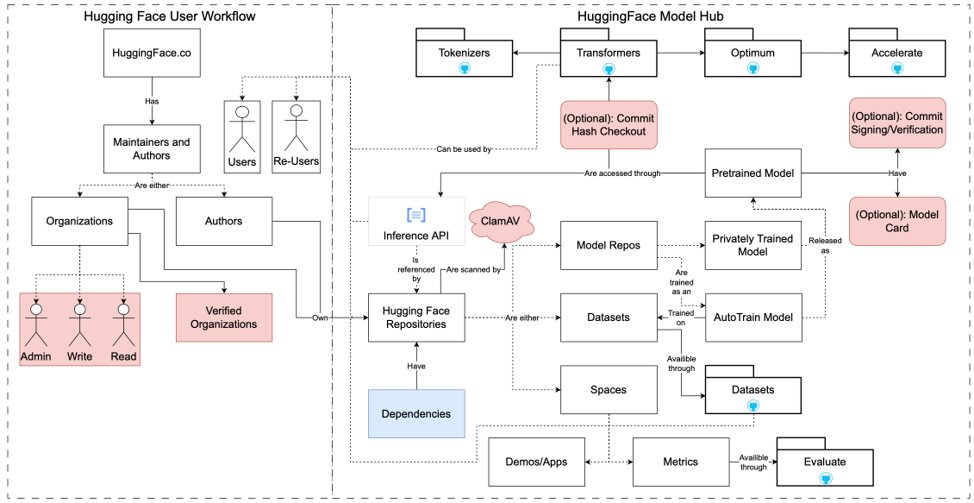 Hugging Face User Workflow
HuggingFace Model Hub
HuggingFace.co
Has
Maintainers and
Authors
Are either
Organizations
Authors
Admin
Write
Read
Verified
Organizations
Own
Users
Re-Users
Tokenizers
Transformers
Optimum
Accelerate
Can be used by
(Optional): Commit
Hash Checkout
(Optional): Commit
Signing/Verification
Are accessed through
Pretrained Model
Have
(Optional): Model
Card
Inference API
ClamAV
Is
referenced
by
Are scanned by
Model Repos
Privately Trained
Model
Released
as
Are
trained
as an
Hugging Face
Repositories
Are either
Datasets
Trained
on
AutoTrain Model
Have
Availible
through
Dependencies
Spaces
Datasets
Demos/Apps
Metrics
Availible
through
Evaluate